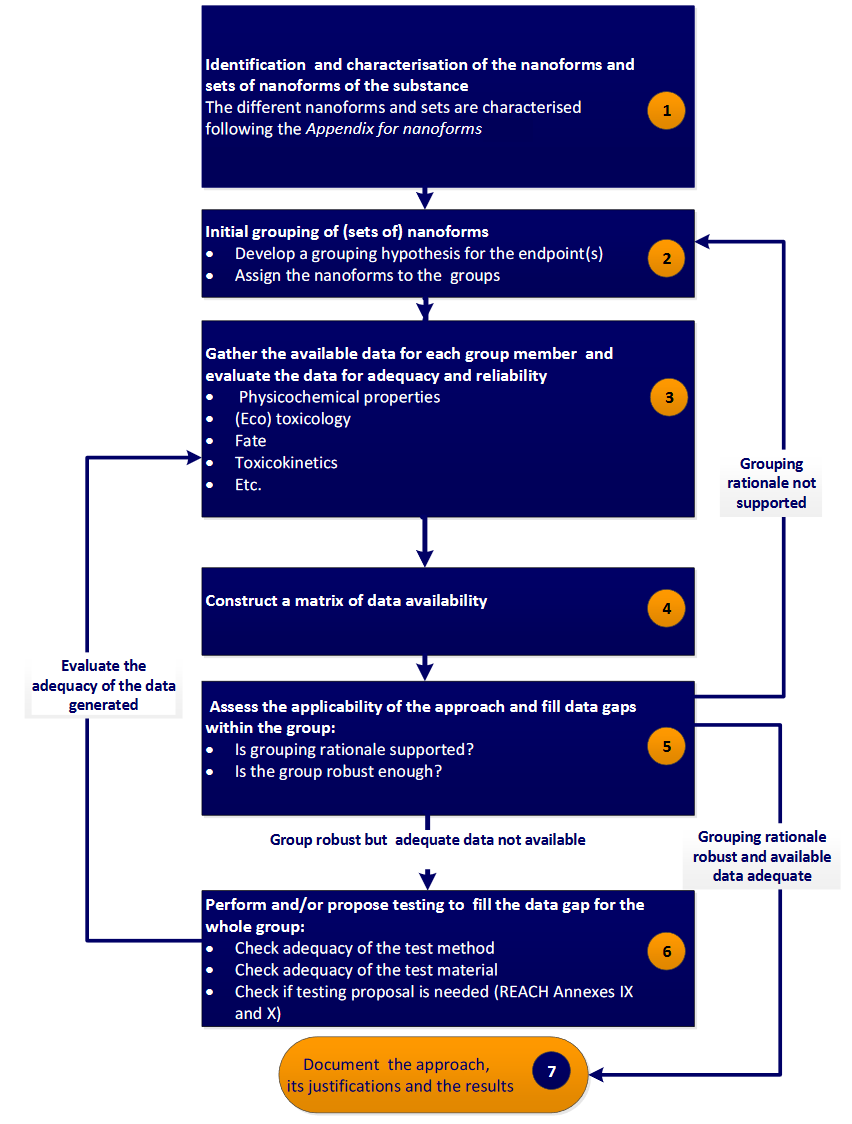 Identification and characterisation of the nanoforms and
sets of nanoforms of the substance
The different nanoforms and sets are characterised
following the Appendix for nanoforms
1
Initial grouping of (sets of) nanoforms
• Develop a grouping hypothesis for the endpoint(s)
• Assign the nanoforms to the groups
2
Gather the available data for each group member and
evaluate the data for adequacy and reliability
• Physicochemical properties
• (Eco) toxicology
• Fate
• Toxicokinetics
• Etc.
3
Grouping
rationale not
supported
Construct a matrix of data availability
4
Evaluate the
adequacy of the data
generated
Assess the applicability of the approach and fill data gaps
within the group:
• Is grouping rationale supported?
• Is the group robust enough?
5
Group robust but adequate data not available
Grouping rationale
robust and available
data adequate
Perform and/or propose testing to fill the data gap for the
whole group:
• Check adequacy of the test method
• Check adequacy of the test material
• Check if testing proposal is needed (REACH Annexes IX
and X)
6
Document the approach,
its justifications and the results
7